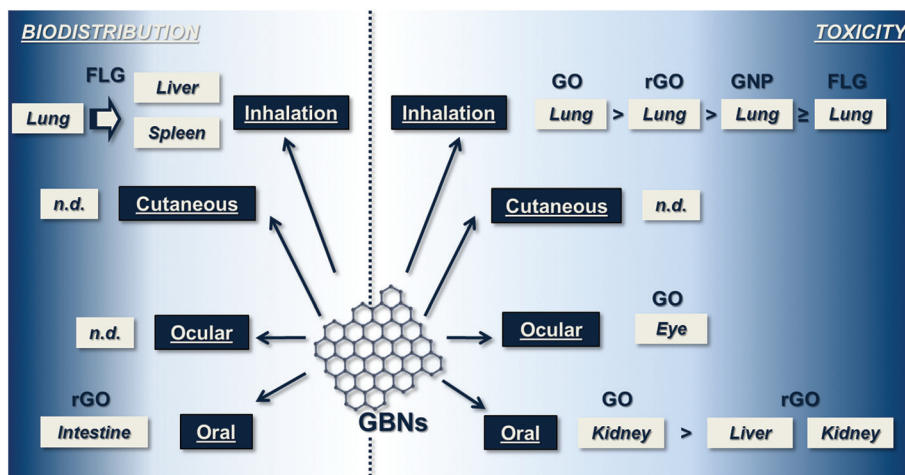 BIODISTRIBUTION
TOXICITY
FLG
Liver
Lung
Spleen
Inhalation
Inhalation
GO rGO GNP FLG
Lung > Lung > Lung ≥ Lung
n.d. Cutaneous
Cutaneous n.d.
n.d. Ocular
Ocular
GO
Eye
rGO
Intestine Oral
GBNs
GO rGO
Oral Kidney > Liver Kidney